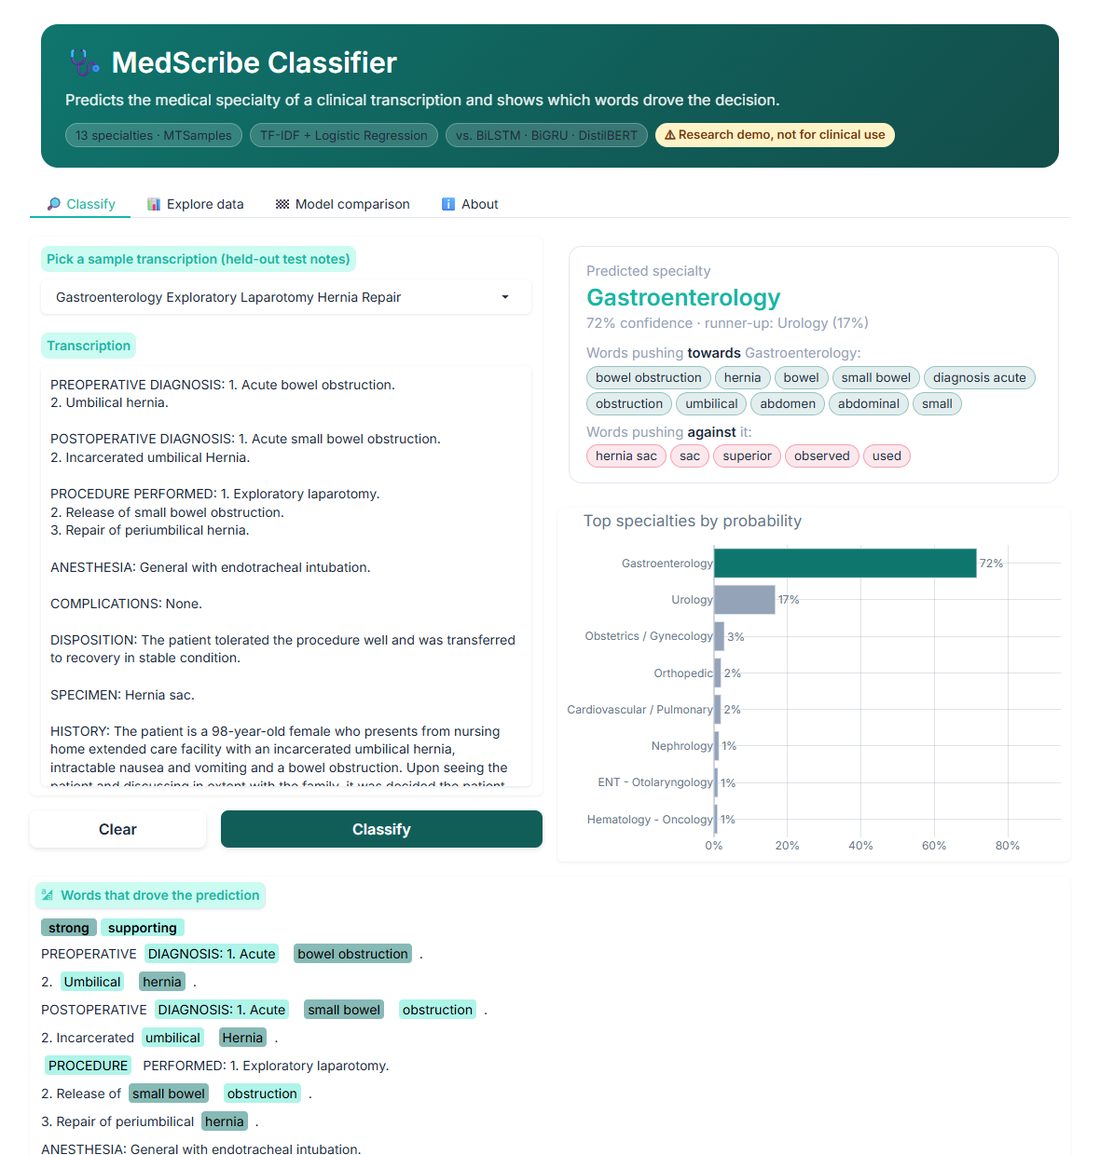 MedScribe Classifier
Predicts the medical specialty of a clinical transcription and shows which words drove the decision.
13 specialties · MTSamples
TF-IDF + Logistic Regression
vs. BiLSTM · BiGRU · DistilBERT
⚠ Research demo, not for clinical use
Classify
Explore data
Model comparison
About
Pick a sample transcription (held-out test notes)
Gastroenterology Exploratory Laparotomy Hernia Repair
Transcription
PREOPERATIVE DIAGNOSIS: 1. Acute bowel obstruction.
2. Umbilical hernia.
POSTOPERATIVE DIAGNOSIS: 1. Acute small bowel obstruction.
2. Incarcerated umbilical Hernia.
PROCEDURE PERFORMED: 1. Exploratory laparotomy.
2. Release of small bowel obstruction.
3. Repair of periumbilical hernia.
ANESTHESIA: General with endotracheal intubation.
COMPLICATIONS: None.
DISPOSITION: The patient tolerated the procedure well and was transferred
to recovery in stable condition.
SPECIMEN: Hernia sac.
HISTORY: The patient is a 98-year-old female who presents from nursing
home extended care facility with an incarcerated umbilical hernia,
intractable nausea and vomiting and a bowel obstruction. Upon seeing the
patient and discussing in extent with the family, it was decided the patient
Clear
Classify
Predicted specialty
Gastroenterology
72% confidence · runner-up: Urology (17%)
Words pushing towards Gastroenterology:
bowel obstruction hernia bowel small bowel diagnosis acute
obstruction umbilical abdomen abdominal small
Words pushing against it:
hernia sac sac superior observed used
Top specialties by probability
Gastroenterology 72%
Urology 17%
Obstetrics / Gynecology 3%
Orthopedic 2%
Cardiovascular / Pulmonary 2%
Nephrology 1%
ENT - Otolaryngology 1%
Hematology - Oncology 1%
0% 20% 40% 60% 80%
Words that drove the prediction
strong supporting
PREOPERATIVE DIAGNOSIS: 1. Acute bowel obstruction .
2. Umbilical hernia .
POSTOPERATIVE DIAGNOSIS: 1. Acute small bowel obstruction .
2. Incarcerated umbilical Hernia .
PROCEDURE PERFORMED: 1. Exploratory laparotomy.
2. Release of small bowel obstruction .
3. Repair of periumbilical hernia .
ANESTHESIA: General with endotracheal intubation.